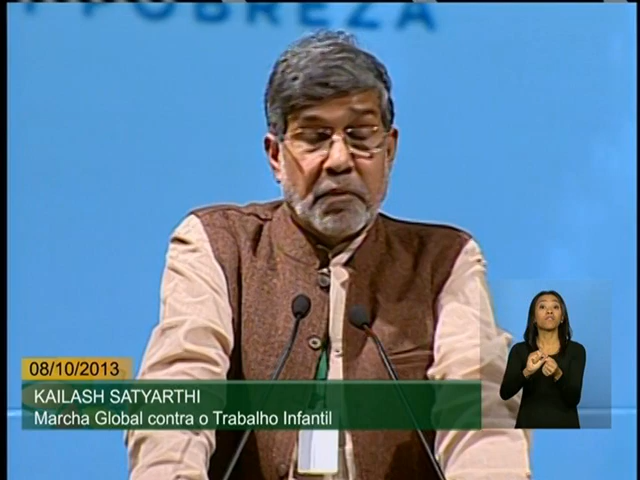 POBREZA
08/10/2013
KAILASH SATYARTHI
Marcha Global contra o Trabalho Infantil